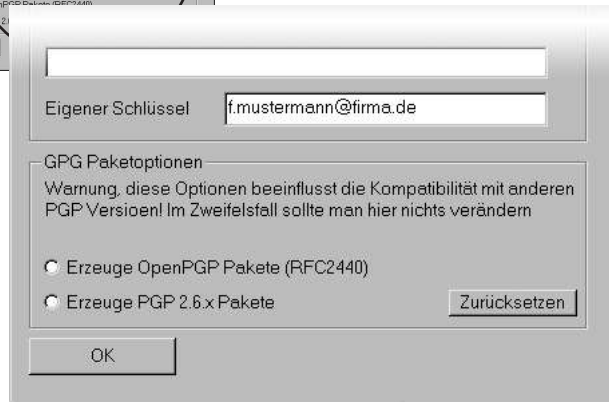 Eigener Schlüssel
f.mustermann@firma.de
GPG Paketoptionen
Warnung, diese Optionen beeinflusst die Kompatibilität mit anderen
PGP Versioen! Im Zweifelsfall sollte man hier nichts verändern
Erzeuge OpenPGP Pakete (RFC2440)
Erzeuge PGP 2.6.x Pakete
Zurücksetzen
OK